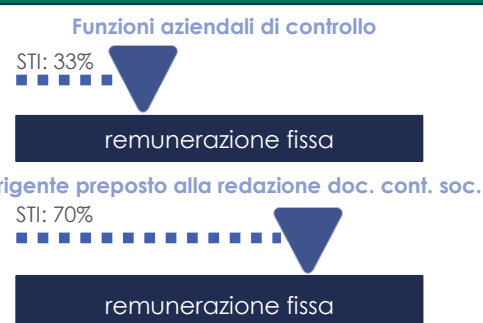 Funzioni aziendali di controllo
STI: 33%
remunerazione fissa
rigente preposto alla redazione doc. cont. soc.
STI: 70%
remunerazione fissa